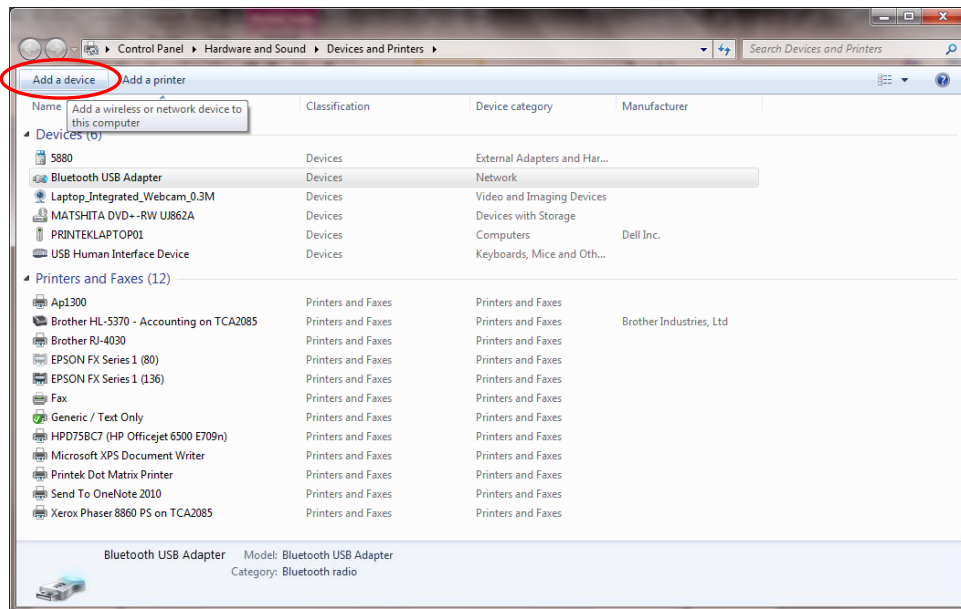 Control Panel ▸ Hardware and Sound ▸ Devices and Printers ▸ Search Devices and Printers
Add a device Add a printer
Name Classification Device category Manufacturer
Add a wireless or network device to
this computer
Devices (6)
5880 Devices External Adapters and Har...
Bluetooth USB Adapter Devices Network
Laptop_Integrated_Webcam_0.3M Devices Video and Imaging Devices
MATSHITA DVD+-RW UJ862A Devices Devices with Storage
PRINTEKLAPTOP01 Devices Computers Dell Inc.
USB Human Interface Device Devices Keyboards, Mice and Oth...
Printers and Faxes (12)
Ap1300 Printers and Faxes Printers and Faxes
Brother HL-5370 - Accounting on TCA2085 Printers and Faxes Printers and Faxes Brother Industries, Ltd
Brother RJ-4030 Printers and Faxes Printers and Faxes
EPSON FX Series 1 (80) Printers and Faxes Printers and Faxes
EPSON FX Series 1 (136) Printers and Faxes Printers and Faxes
Fax Printers and Faxes Printers and Faxes
Generic / Text Only Printers and Faxes Printers and Faxes
HPD75BC7 (HP Officejet 6500 E709n) Printers and Faxes Printers and Faxes
Microsoft XPS Document Writer Printers and Faxes Printers and Faxes
Printek Dot Matrix Printer Printers and Faxes Printers and Faxes
Send To OneNote 2010 Printers and Faxes Printers and Faxes
Xerox Phaser 8860 PS on TCA2085 Printers and Faxes Printers and Faxes
Bluetooth USB Adapter Model: Bluetooth USB Adapter
Category: Bluetooth radio